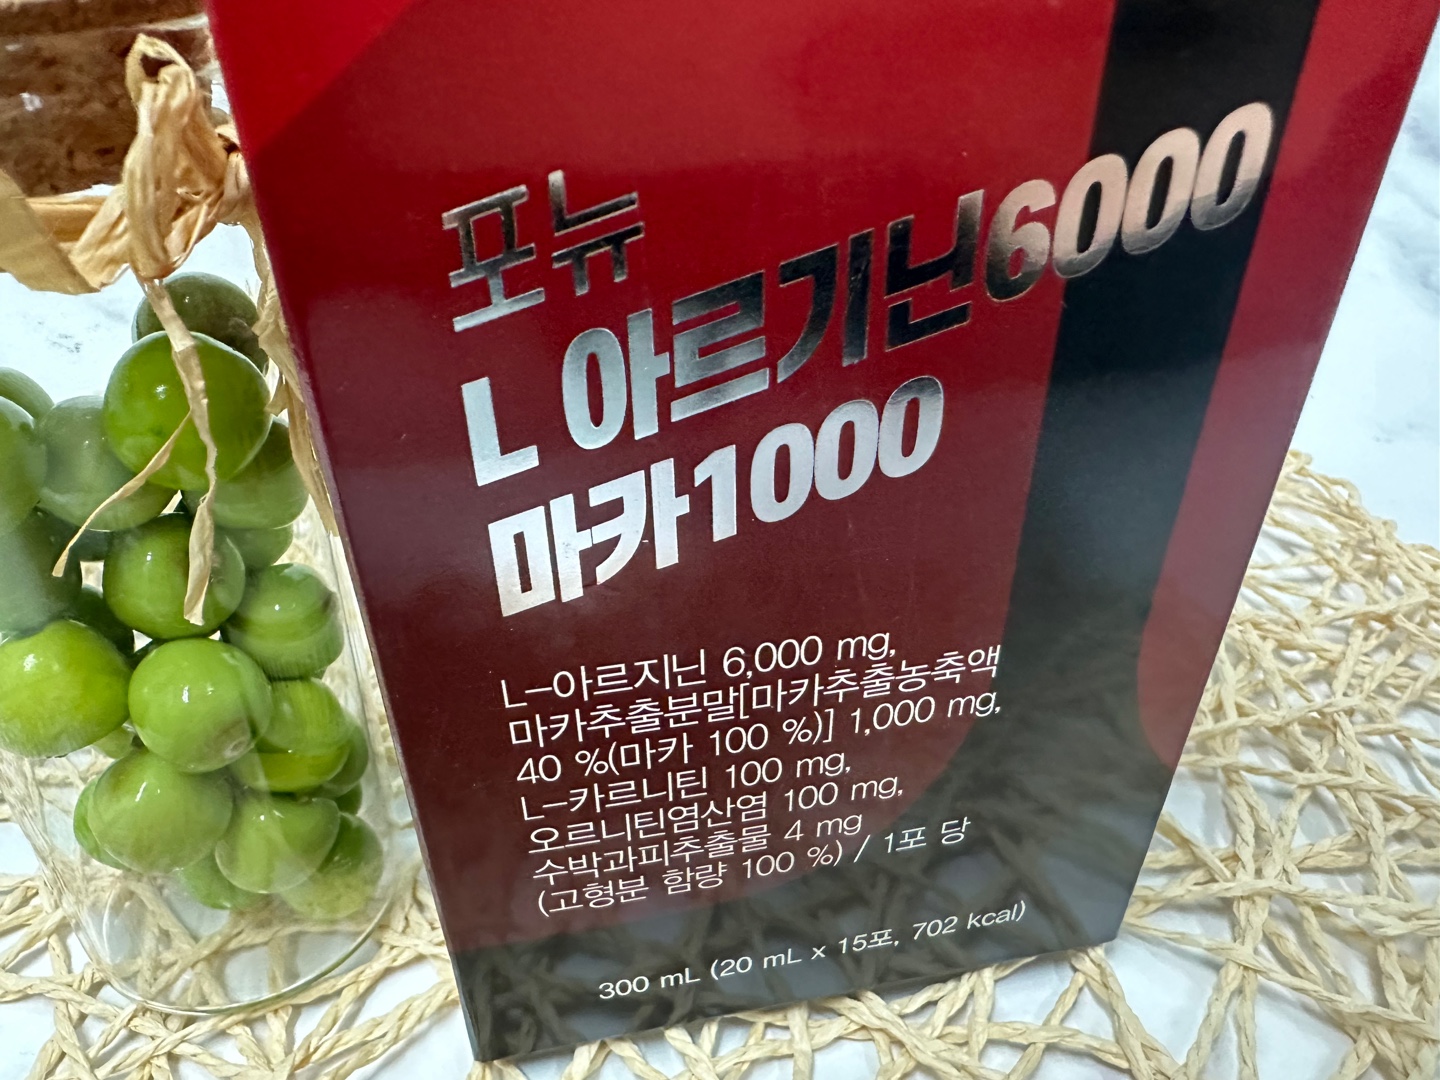 포뉴
L 아르기닌6000
마카1000
L-아르지닌 6,000 mg,
마카추출분말[마카추출농축액
40 %(마카 100 %)] 1,000 mg,
L-카르니틴 100 mg,
오르니틴염산염 100 mg,
수박과피추출물 4 mg
(고형분 함량 100 %) / 1포 당
300 mL (20 mL x 15포, 702 kcal)